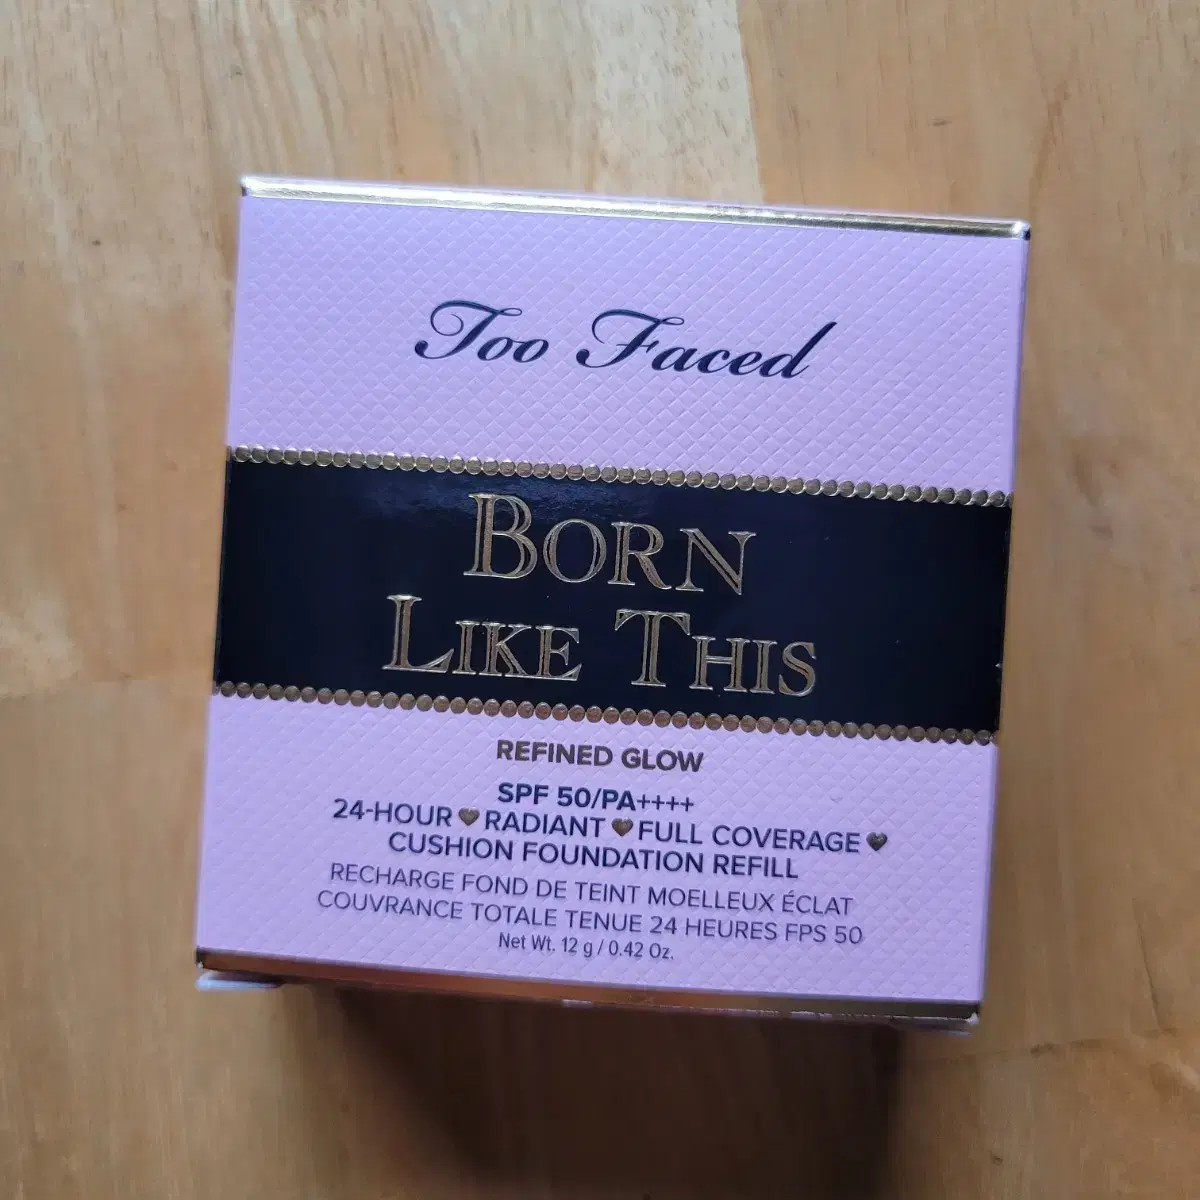 Too Faced
BORN
LIKE THIS
REFINED GLOW
SPF 50/PA++++
24-HOUR ♥ RADIANT ♥ FULL COVERAGE ♥
CUSHION FOUNDATION REFILL
RECHARGE FOND DE TEINT MOELLEUX ÉCLAT
COUVRANCE TOTALE TENUE 24 HEURES FPS 50
Net Wt. 12 g / 0.42 Oz.